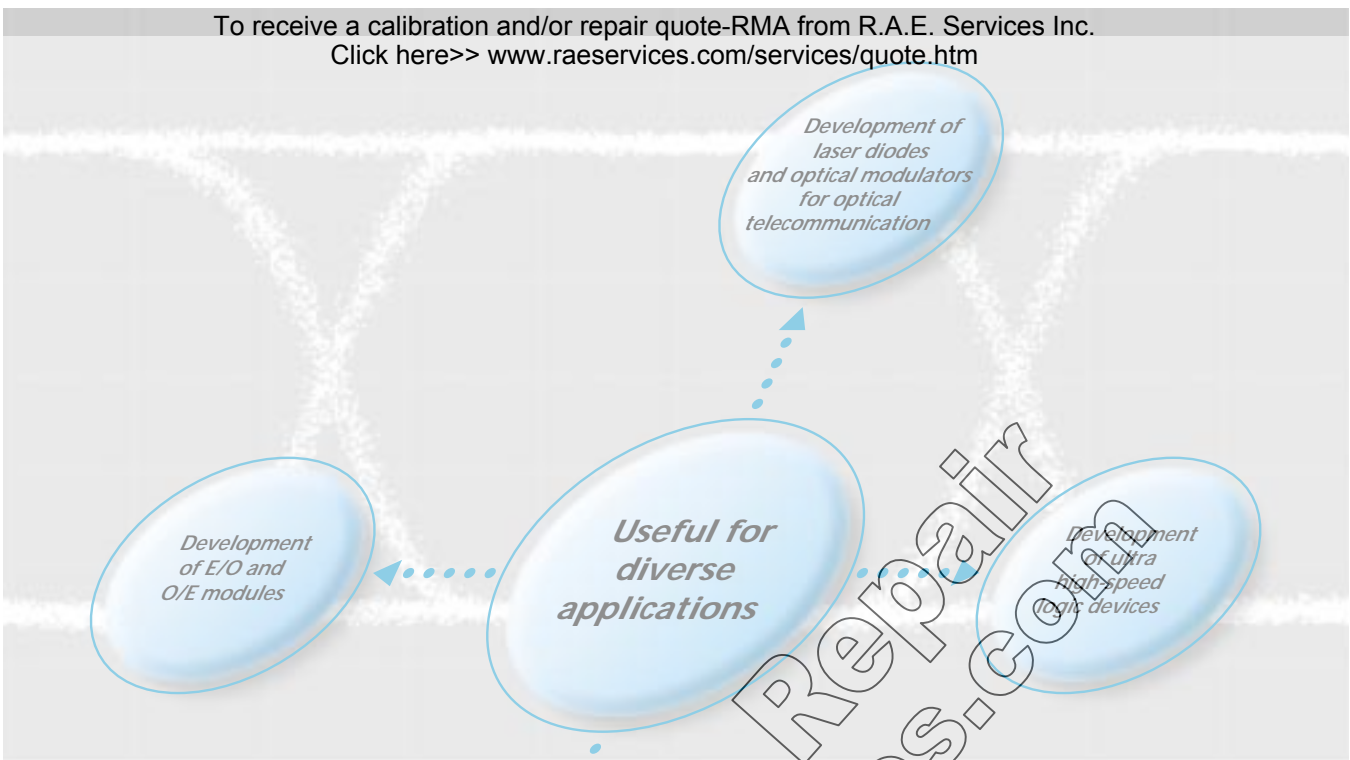 To receive a calibration and/or repair quote-RMA from R.A.E. Services Inc.
Click here>> www.raeservices.com/services/quote.htm
Development of
laser diodes
and optical modulators
for optical
telecommunication
Development
of E/O and
O/E modules
Useful for
diverse
applications
Development
of ultra
high-speed
logic devices
Repair
es.com